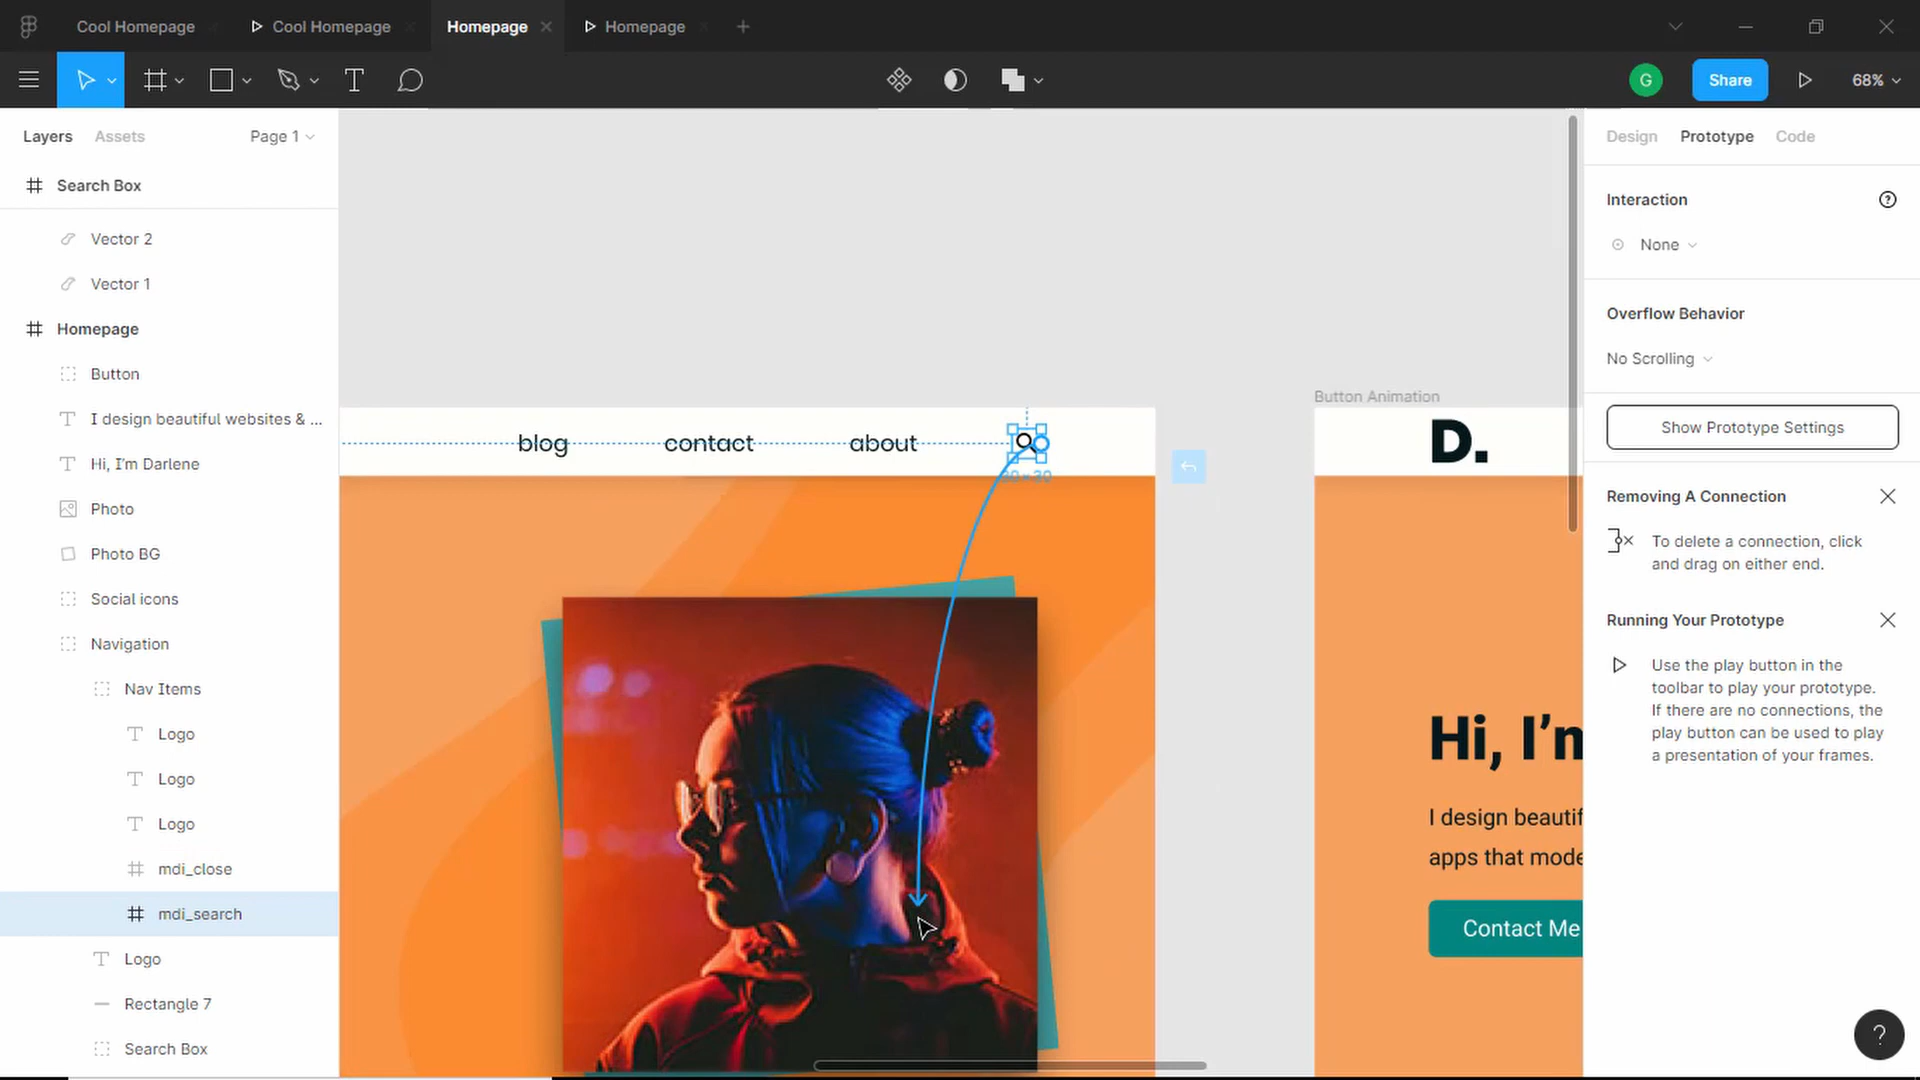 Cool Homepage
Cool Homepage
Homepage
Homepage
G
Share
68%
Layers
Assets
Page 1
Search Box
Vector 2
Vector 1
Homepage
Button
I design beautiful websites & ...
Hi, I'm Darlene
Photo
Photo BG
Social icons
Navigation
Nav Items
Logo
Logo
Logo
mdi_close
mdi_search
Logo
Rectangle 7
Search Box
blog
contact
about
Button Animation
D.
Hi, I'm
I design beautif
apps that mode
Contact Me
Design
Prototype
Code
Interaction
?
None
Overflow Behavior
No Scrolling
Show Prototype Settings
Removing A Connection
To delete a connection, click
and drag on either end.
Running Your Prototype
Use the play button in the
toolbar to play your prototype.
If there are no connections, the
play button can be used to play
a presentation of your frames.
?